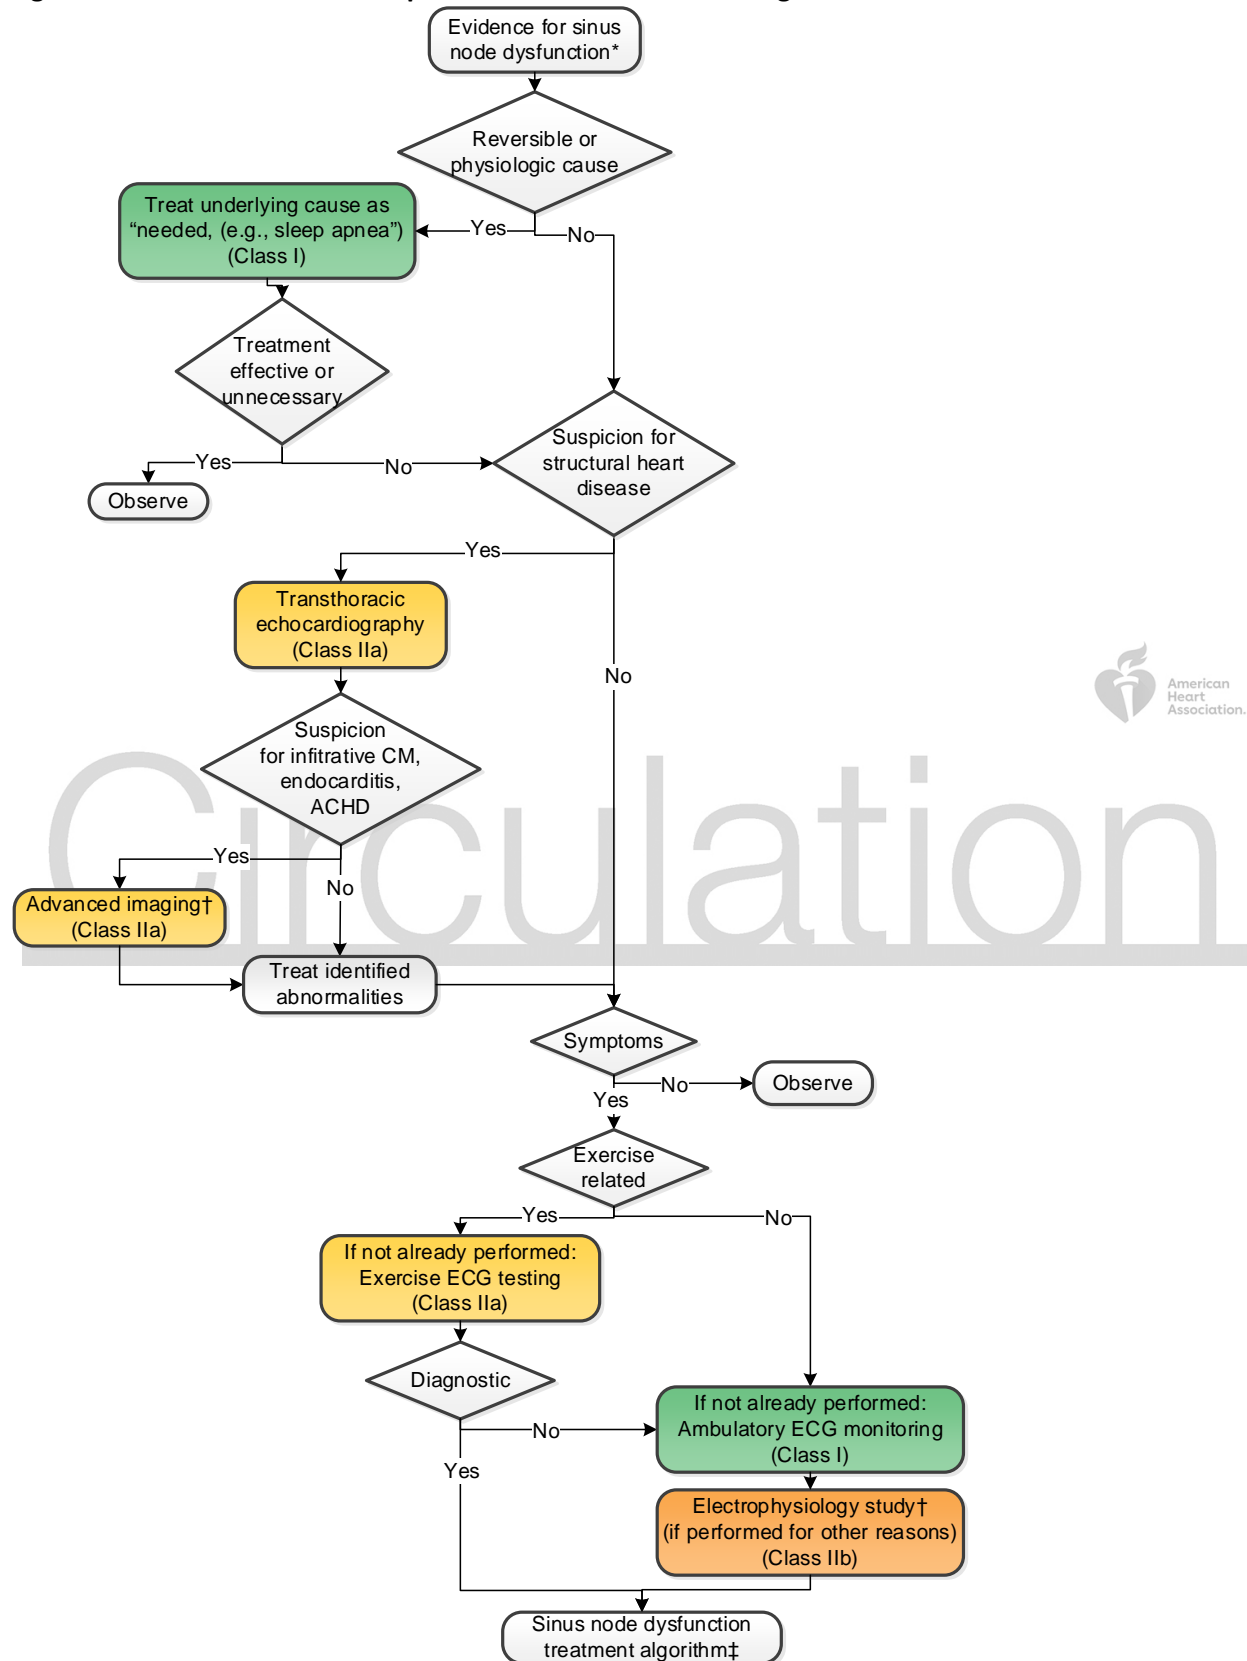 Evidence for sinus
node dysfunction*
Reversible or
physiologic cause
Treat underlying cause as
“needed, (e.g., sleep apnea”)
(Class I)
Yes
No
Treatment
effective or
unnecessary
Suspicion for
structural heart
disease
Yes
No
Observe
Yes
Transthoracic
echocardiography
(Class IIa)
No
American
Heart
Association.
Suspicion
for infitrative CM,
endocarditis,
ACHD
Circulation
Yes
No
Advanced imaging†
(Class IIa)
Treat identified
abnormalities
Symptoms
No
Observe
Yes
Exercise
related
Yes
No
If not already performed:
Exercise ECG testing
(Class IIa)
Diagnostic
If not already performed:
Ambulatory ECG monitoring
(Class I)
No
Yes
Electrophysiology study†
(if performed for other reasons)
(Class IIb)
Sinus node dysfunction
treatment algorithm‡